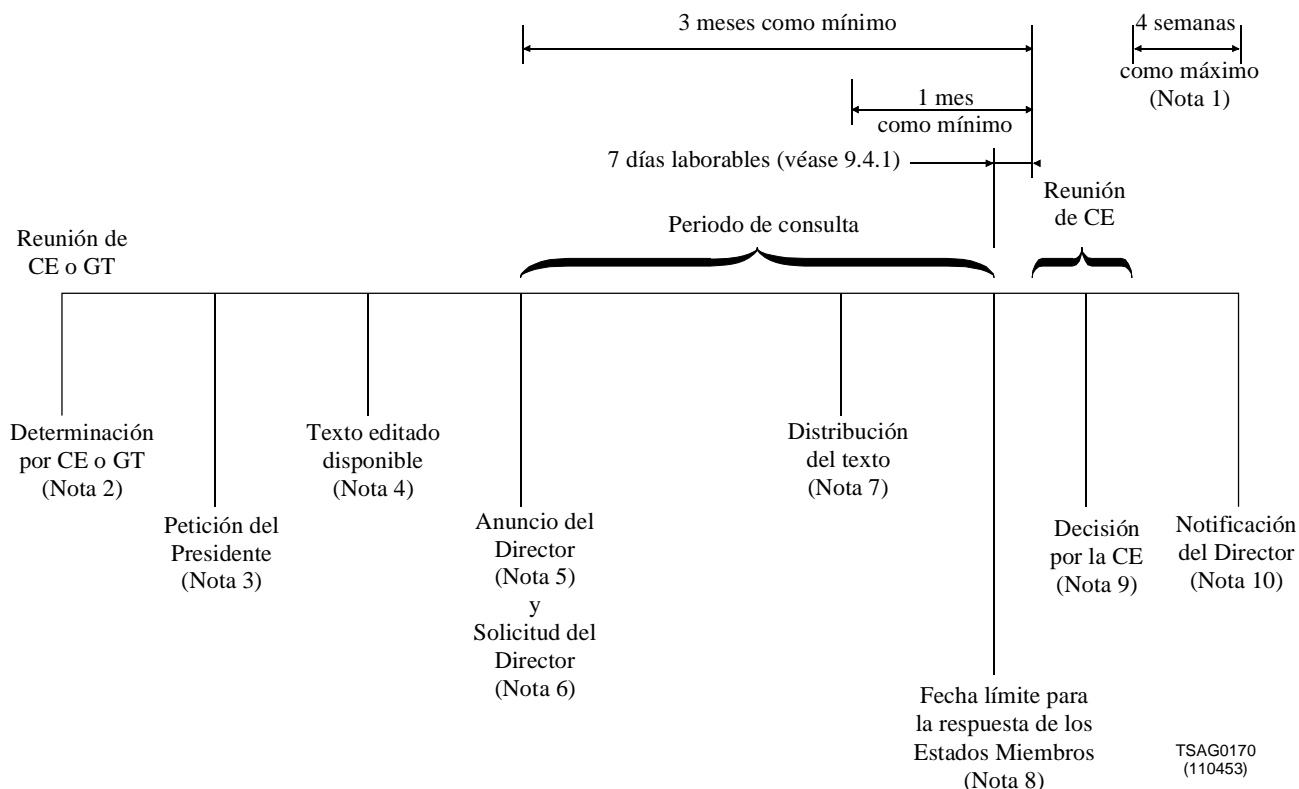 3 meses como mínimo
4 semanas
como máximo
(Nota 1)
1 mes
como mínimo
7 días laborables (véase 9.4.1)
Reunión
de CE
Periodo de consulta
Reunión de
CE o GT
Determinación
por CE o GT
(Nota 2)
Petición del
Presidente
(Nota 3)
Texto editado
disponible
(Nota 4)
Anuncio del
Director
(Nota 5)
y
Solicitud del
Director
(Nota 6)
Distribución
del texto
(Nota 7)
Fecha límite para
la respuesta de los
Estados Miembros
(Nota 8)
Decisión
por la CE
(Nota 9)
Notificación
del Director
(Nota 10)
TSAG0170
(110453)